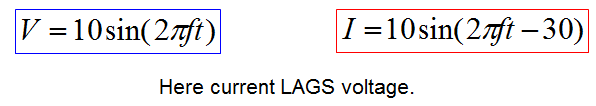 V = 10sin(2πft) I = 10sin(2πft − 30)
Here current LAGS voltage.